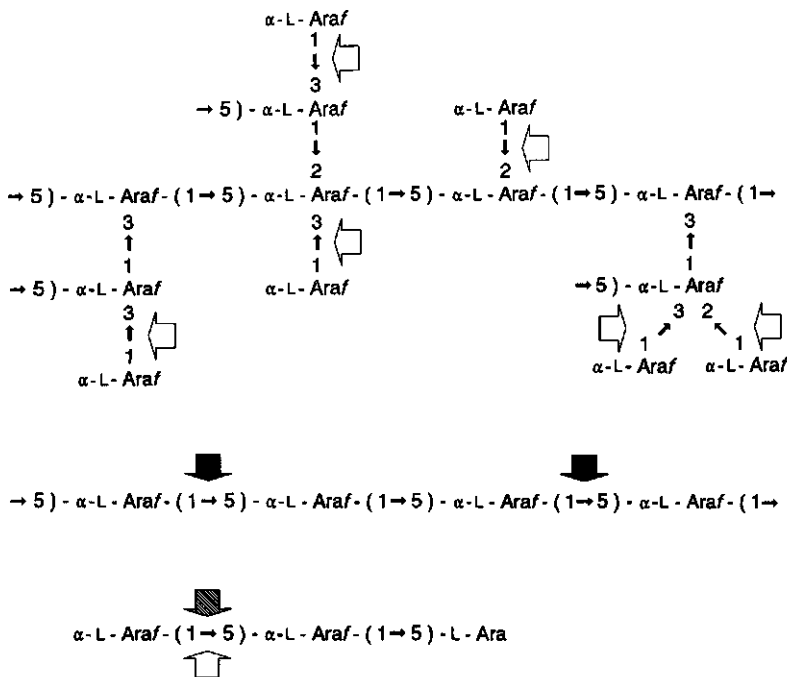 α-L-Araf
1
↓
3
→5)-α-L-Araf α-L-Araf
1 1
↓ ↓
2 2
→5)-α-L-Araf-(1→5)-α-L-Araf-(1→5)-α-L-Araf-(1→5)-α-L-Araf-(1→
3 3 3
↑ ↑ ↑
1 1 1
→5)-α-L-Araf α-L-Araf →5)-α-L-Araf
3 3 2
↑ ↗ ↖
1 1 1
α-L-Araf α-L-Araf α-L-Araf
→5)-α-L-Araf-(1→5)-α-L-Araf-(1→5)-α-L-Araf-(1→5)-α-L-Araf-(1→
α-L-Araf-(1→5)-α-L-Araf-(1→5)-L-Ara